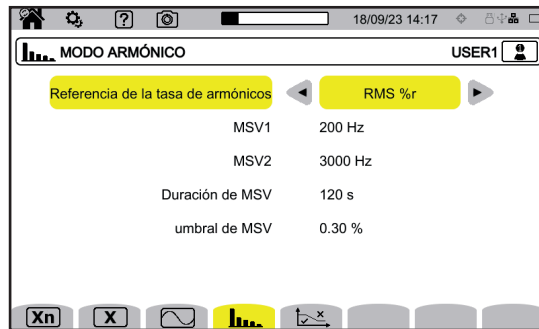 18/09/23 14:17
MODO ARMÓNICO USER1
Referencia de la tasa de armónicos RMS %r
MSV1 200 Hz
MSV2 3000 Hz
Duración de MSV 120 s
umbral de MSV 0.30 %
Xn X